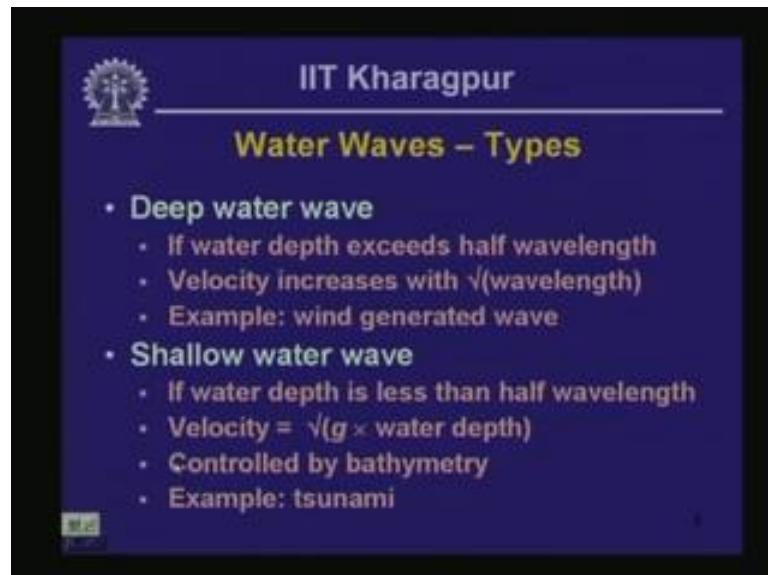 IIT Kharagpur
Water Waves – Types
• Deep water wave
• If water depth exceeds half wavelength
• Velocity increases with √(wavelength)
• Example: wind generated wave
• Shallow water wave
• If water depth is less than half wavelength
• Velocity = √(g × water depth)
• Controlled by bathymetry
• Example: tsunami